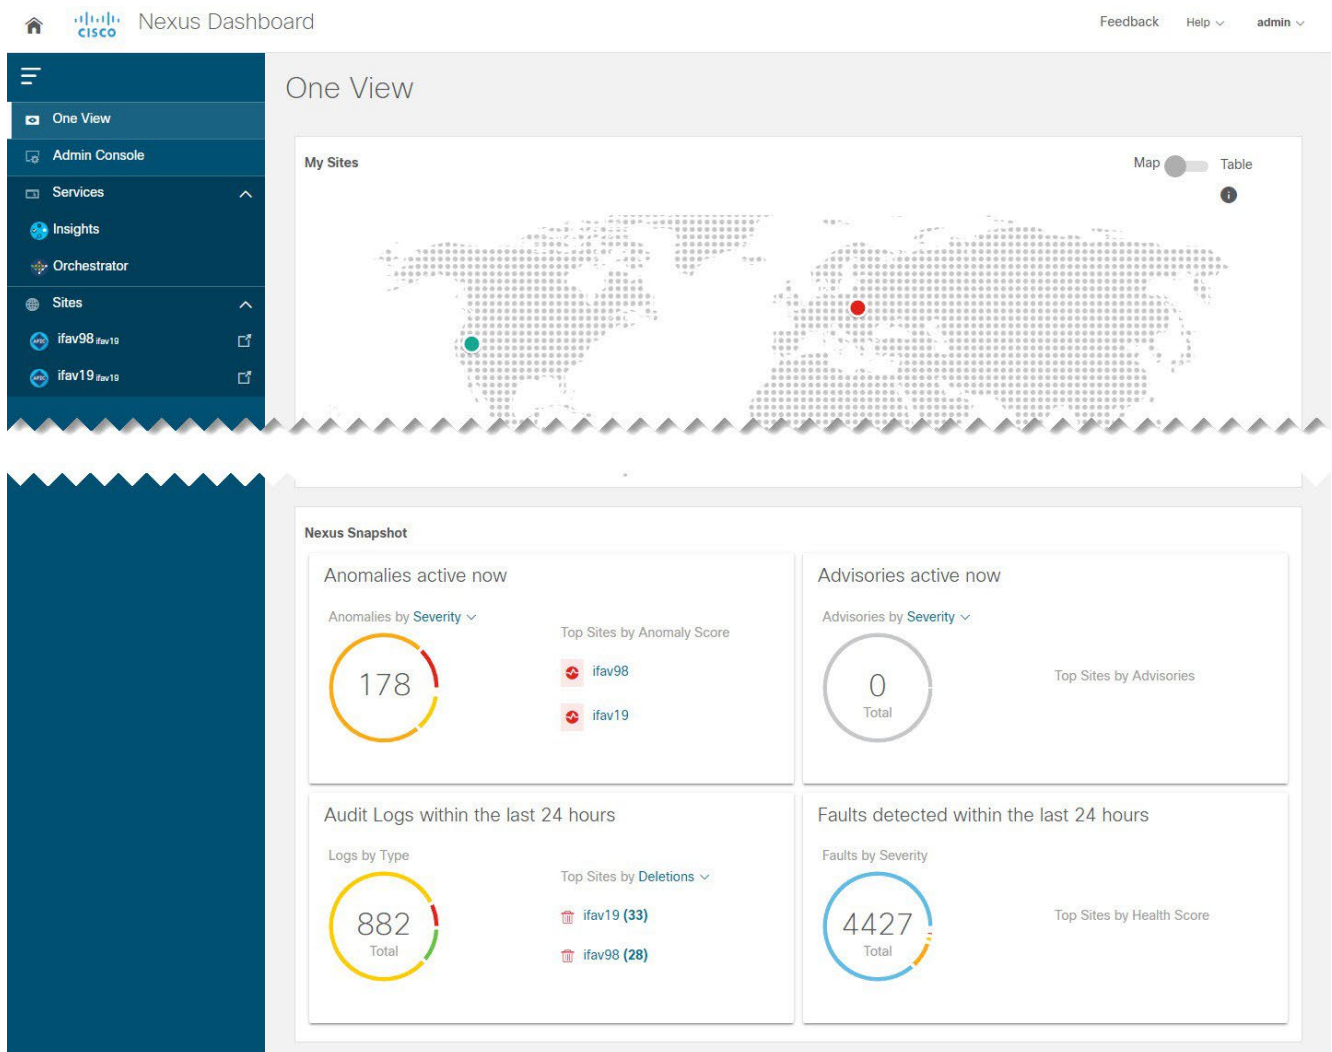 CISCO Nexus Dashboard Feedback Help admin
One View
One View
Admin Console
Services
Insights
Orchestrator
Sites
ifav98 ifav19
ifav19 ifav19
My Sites Map Table
Nexus Snapshot
Anomalies active now
Anomalies by Severity
178
Top Sites by Anomaly Score
ifav98
ifav19
Advisories active now
Advisories by Severity
0
Total
Top Sites by Advisories
Audit Logs within the last 24 hours
Logs by Type
882
Total
Top Sites by Deletions
ifav19 (33)
ifav98 (28)
Faults detected within the last 24 hours
Faults by Severity
4427
Total
Top Sites by Health Score